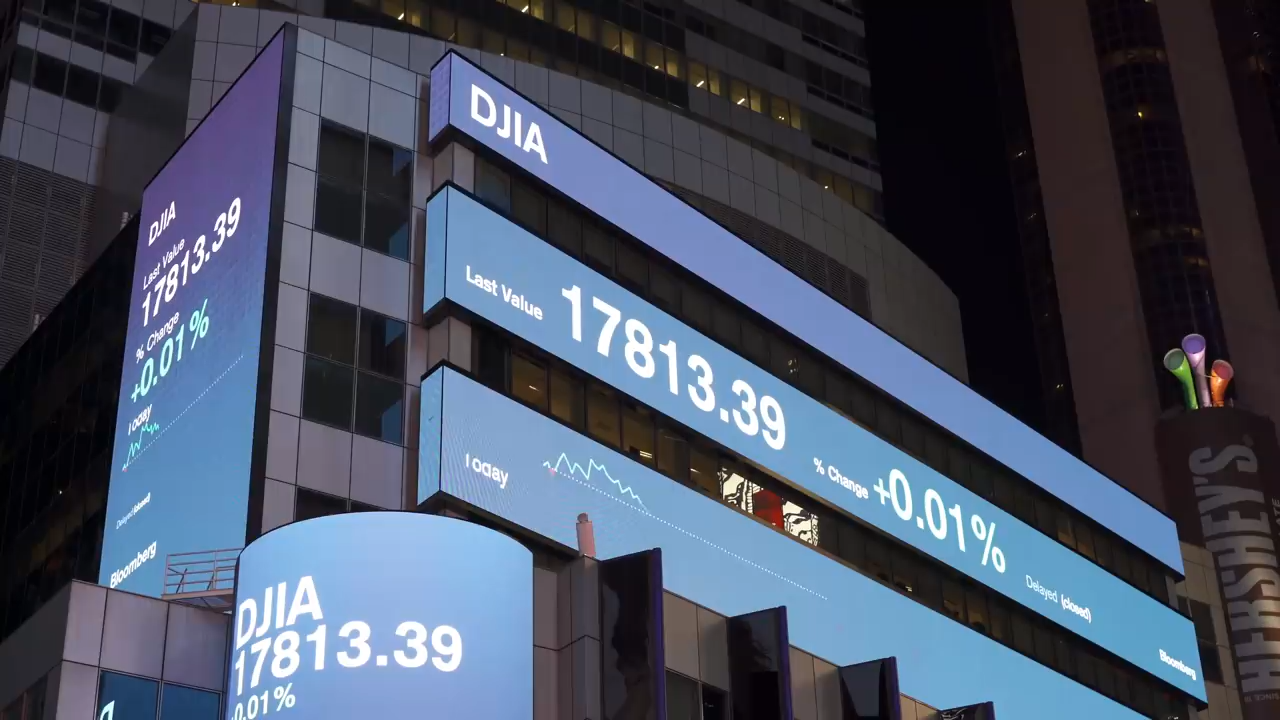 DJIA
Last Value
17813.39
% Change
+0.01%
Today
Delayed (closed)
Bloomberg
DJIA
Last Value 17813.39 % Change +0.01% Delayed (closed) Bloomberg
Today
DJIA
17813.39
0.01%
HERSHEY'S
SINCE